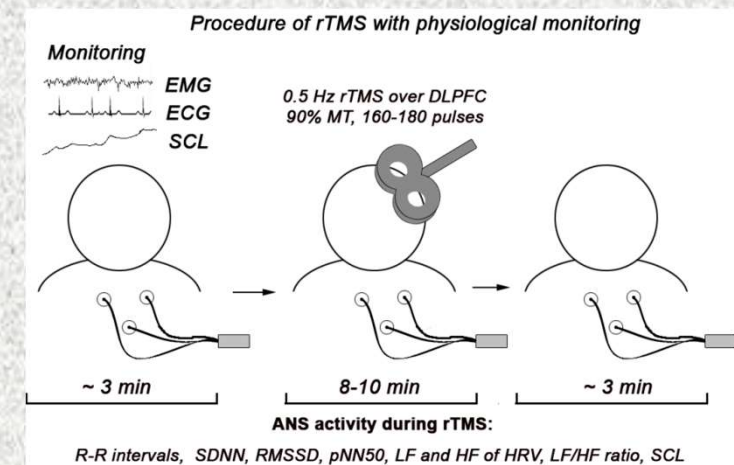 Procedure of rTMS with physiological monitoring
Monitoring
EMG
ECG
SCL
0.5 Hz rTMS over DLPFC
90% MT, 160-180 pulses
~ 3 min
8-10 min
~ 3 min
ANS activity during rTMS:
R-R intervals, SDNN, RMSSD, pNN50, LF and HF of HRV, LF/HF ratio, SCL